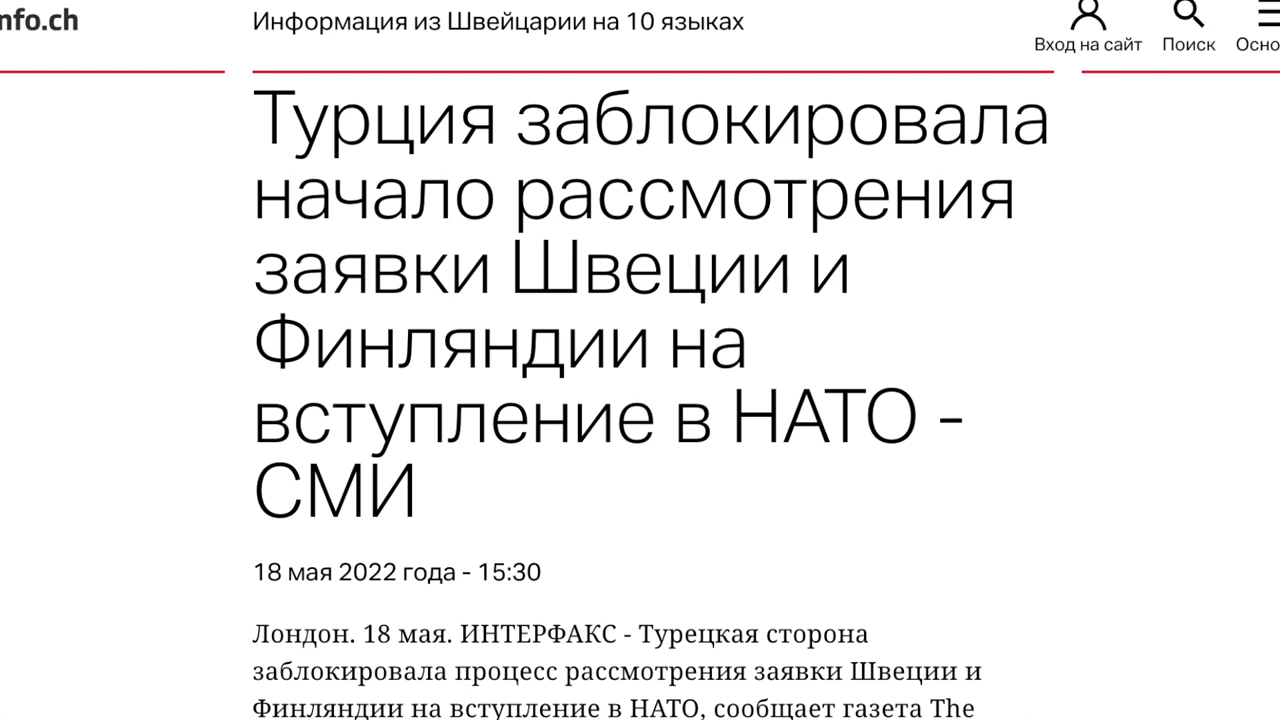 nfo.ch
Информация из Швейцарии на 10 языках
Вход на сайт
Поиск
Осно
Турция заблокировала
начало рассмотрения
заявки Швеции и
Финляндии на
вступление в НАТО -
СМИ
18 мая 2022 года - 15:30
Лондон. 18 мая. ИНТЕРФАКС - Турецкая сторона
заблокировала процесс рассмотрения заявки Швеции и
Финляндии на вступление в НАТО, сообщает газета The